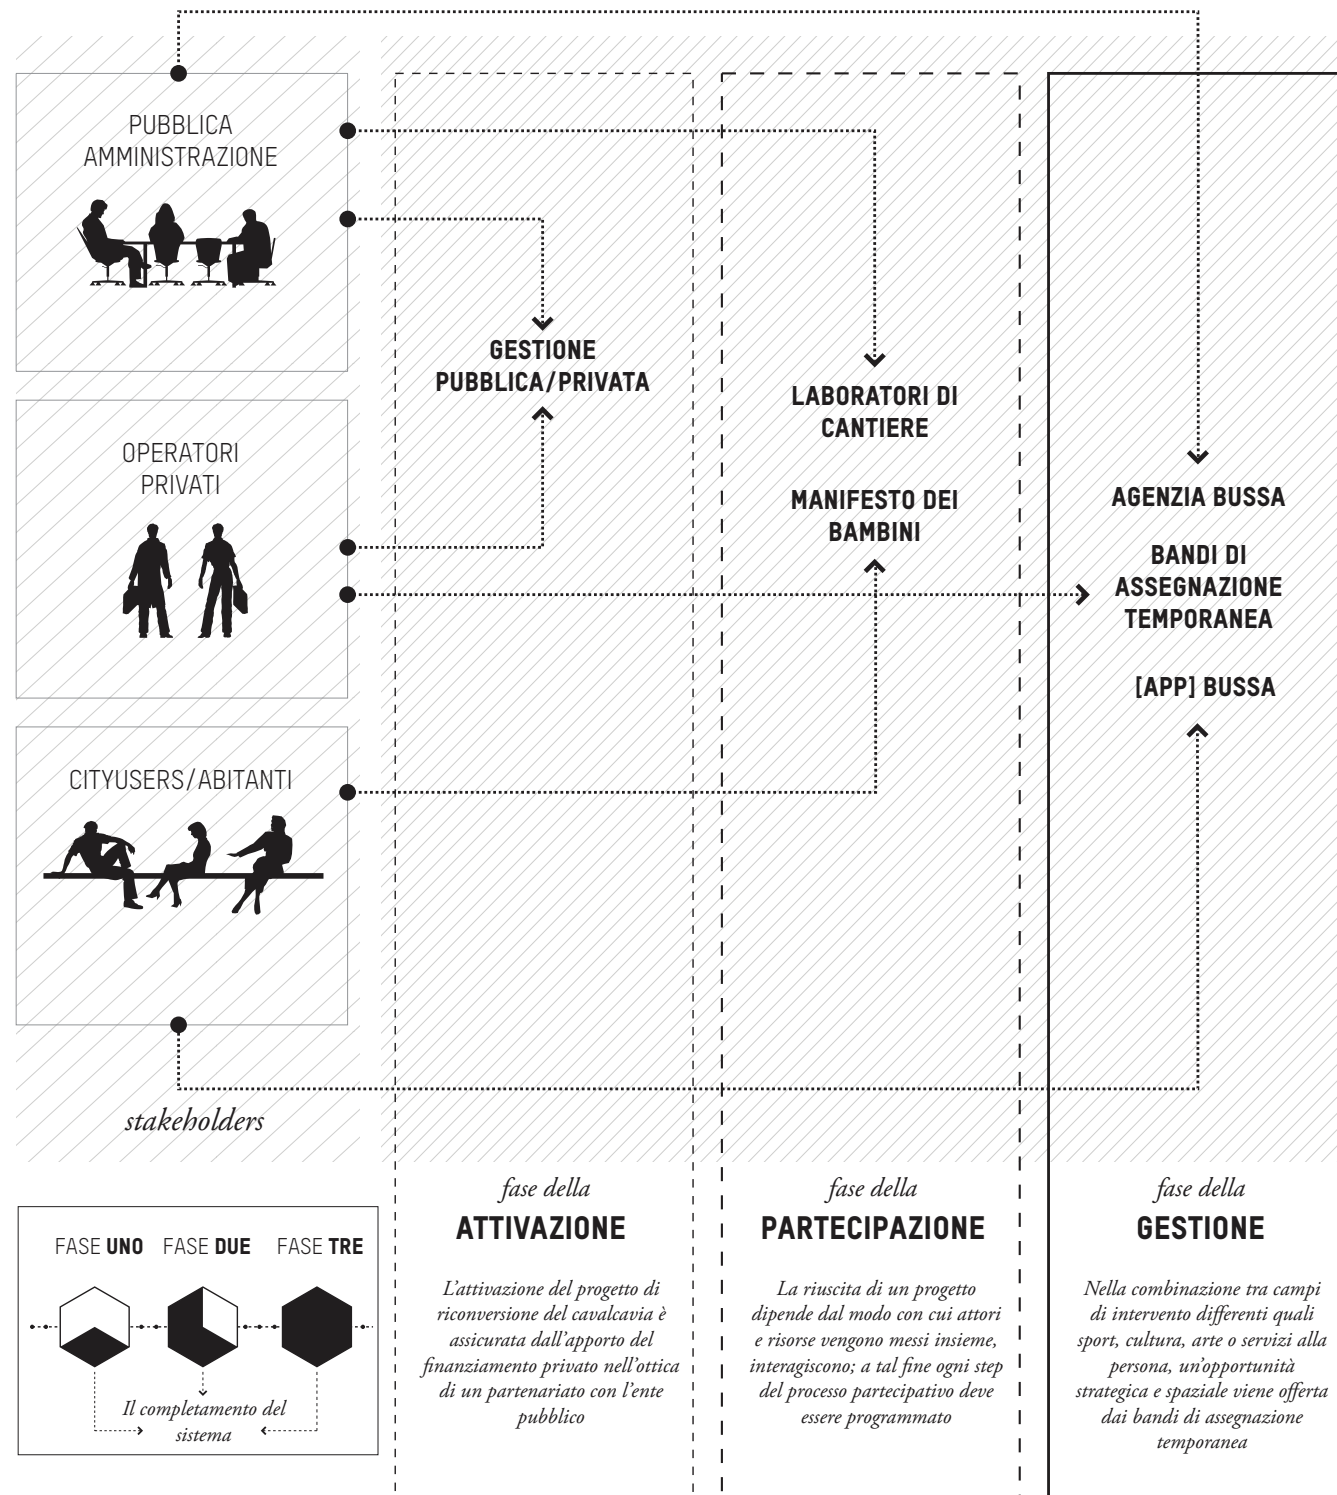 PUBBLICA
AMMINISTRAZIONE
OPERATORI
PRIVATI
CITYUSERS/ABITANTI
stakeholders
GESTIONE
PUBBLICA/PRIVATA
LABORATORI DI
CANTIERE
MANIFESTO DEI
BAMBINI
AGENZIA BUSSA
BANDI DI
ASSEGNAZIONE
TEMPORANEA
[APP] BUSSA
FASE UNO
FASE DUE
FASE TRE
Il completamento del
sistema
fase della
ATTIVAZIONE
L'attivazione del progetto di
riconversione del cavalcavia è
assicurata dall'apporto del
finanziamento privato nell'ottica
di un partenariato con l'ente
pubblico
fase della
PARTECIPAZIONE
La riuscita di un progetto
dipende dal modo con cui attori
e risorse vengono messi insieme,
interagiscono; a tal fine ogni step
del processo partecipativo deve
essere programmato
fase della
GESTIONE
Nella combinazione tra campi
di intervento differenti quali
sport, cultura, arte o servizi alla
persona, un'opportunità
strategica e spaziale viene offerta
dai bandi di assegnazione
temporanea